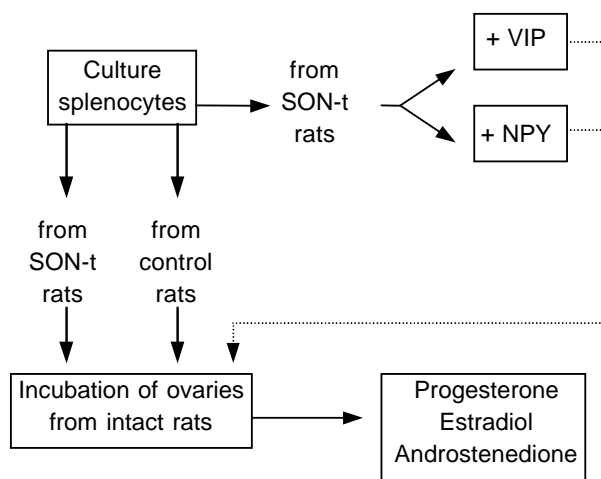 Culture
splenocytes
from
SON-t
rats
+ VIP
+ NPY
from
SON-t
rats
from
control
rats
Incubation of ovaries
from intact rats
Progesterone
Estradiol
Androstenedione